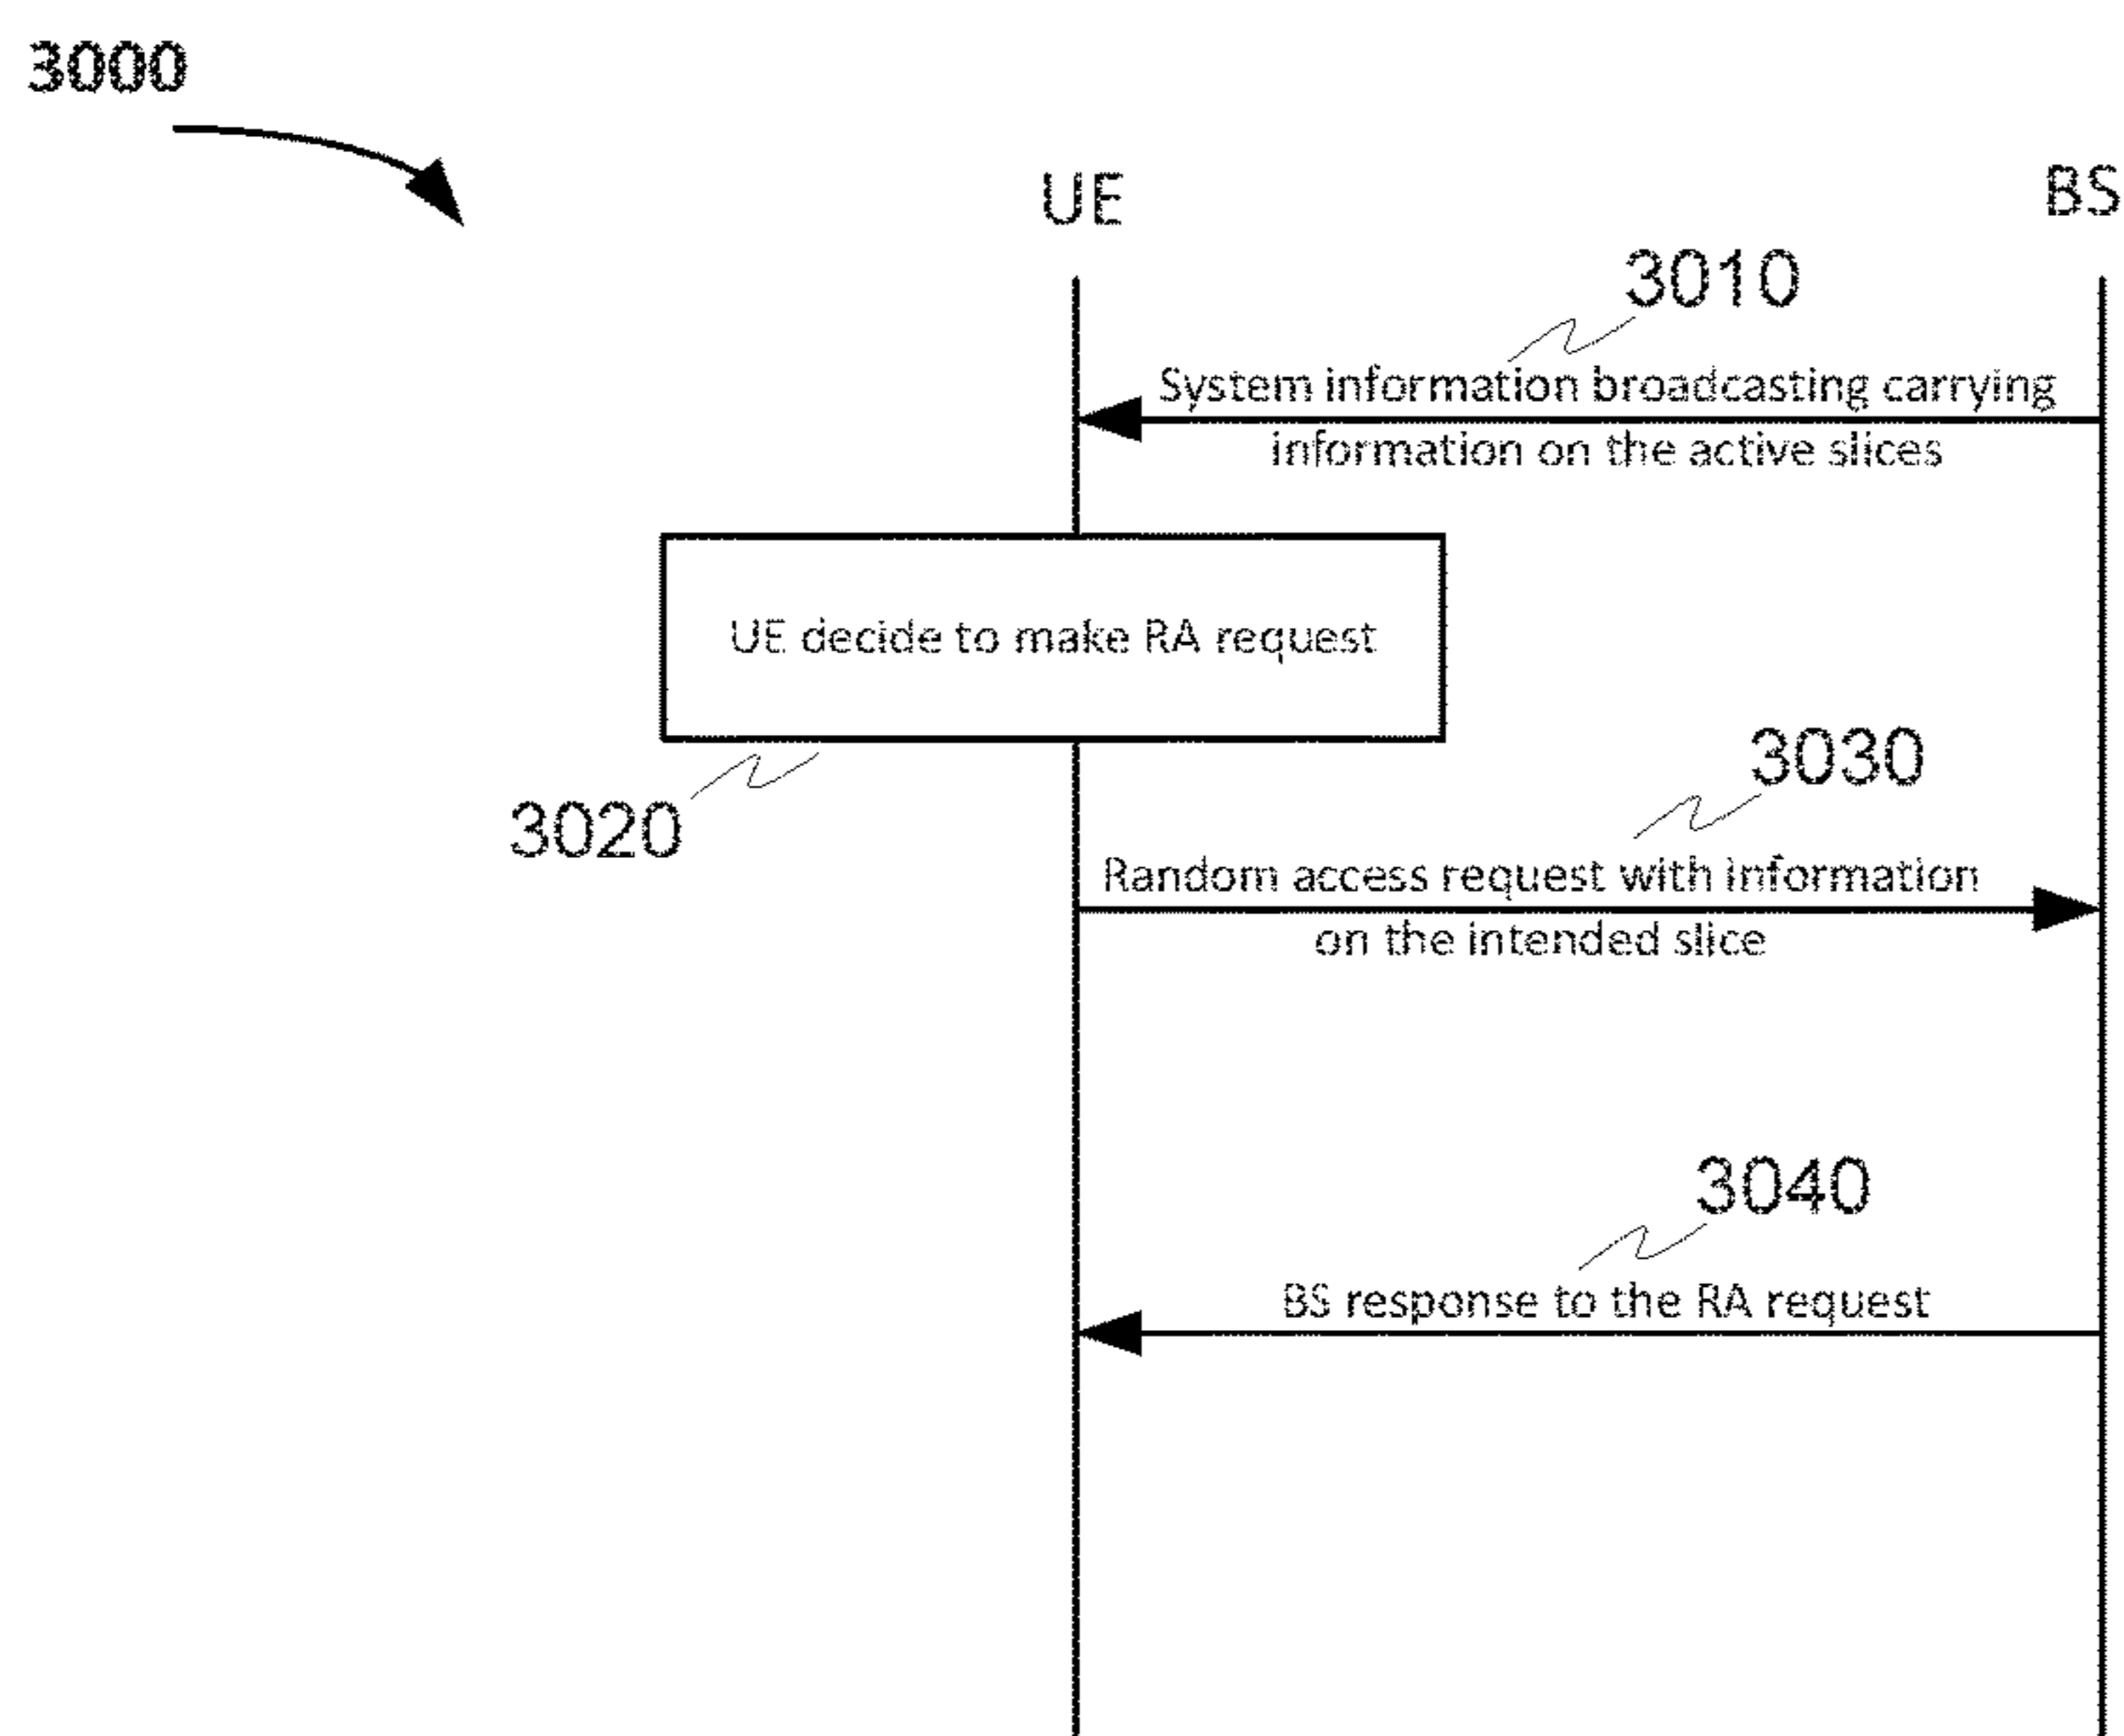 3000
UE
BS
3010
System information broadcasting carrying
information on the active slices
UE decide to make RA request
3020
3030
Random access request with information
on the intended slice
3040
BS response to the RA request